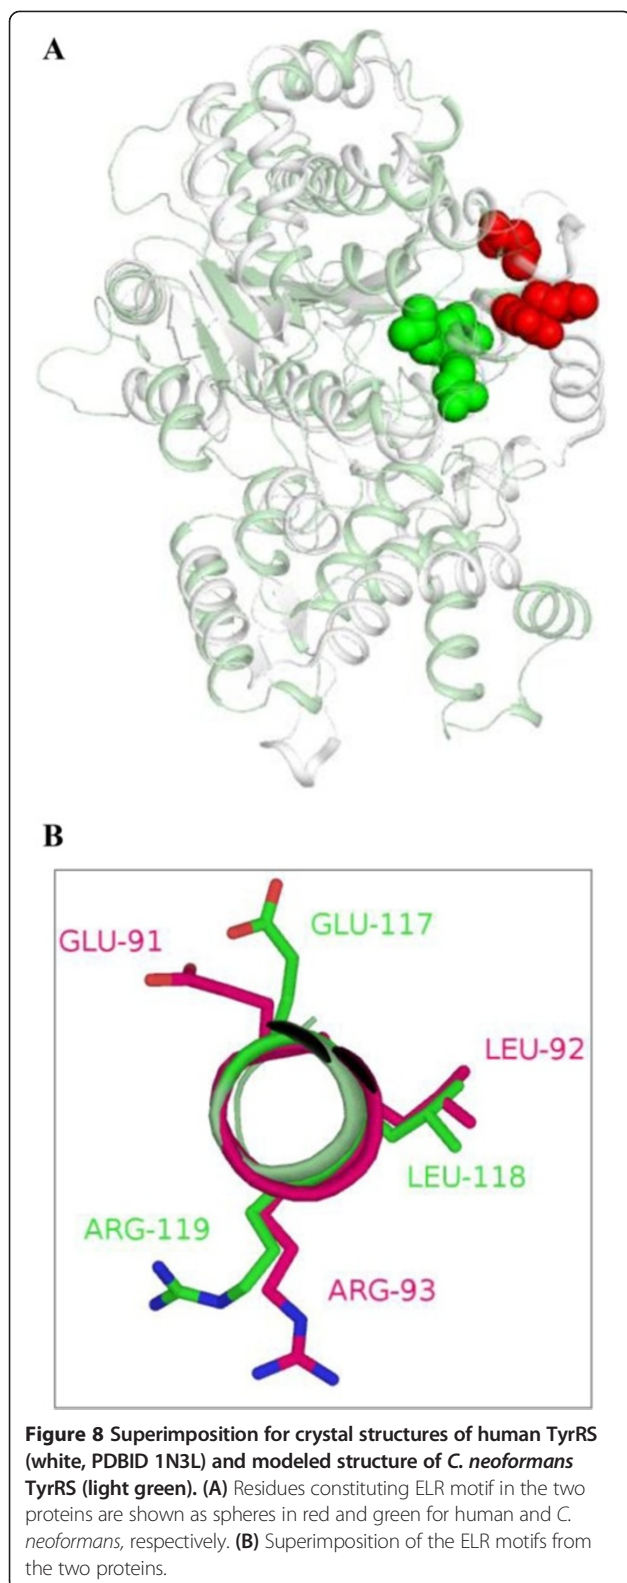 A
B
GLU-117
GLU-91
LEU-92
LEU-118
ARG-119
ARG-93
Figure 8 Superimposition for crystal structures of human TyrRS
(white, PDBID 1N3L) and modeled structure of C. neoformans
TyrRS (light green). (A) Residues constituting ELR motif in the two
proteins are shown as spheres in red and green for human and C.
neoformans, respectively. (B) Superimposition of the ELR motifs from
the two proteins.